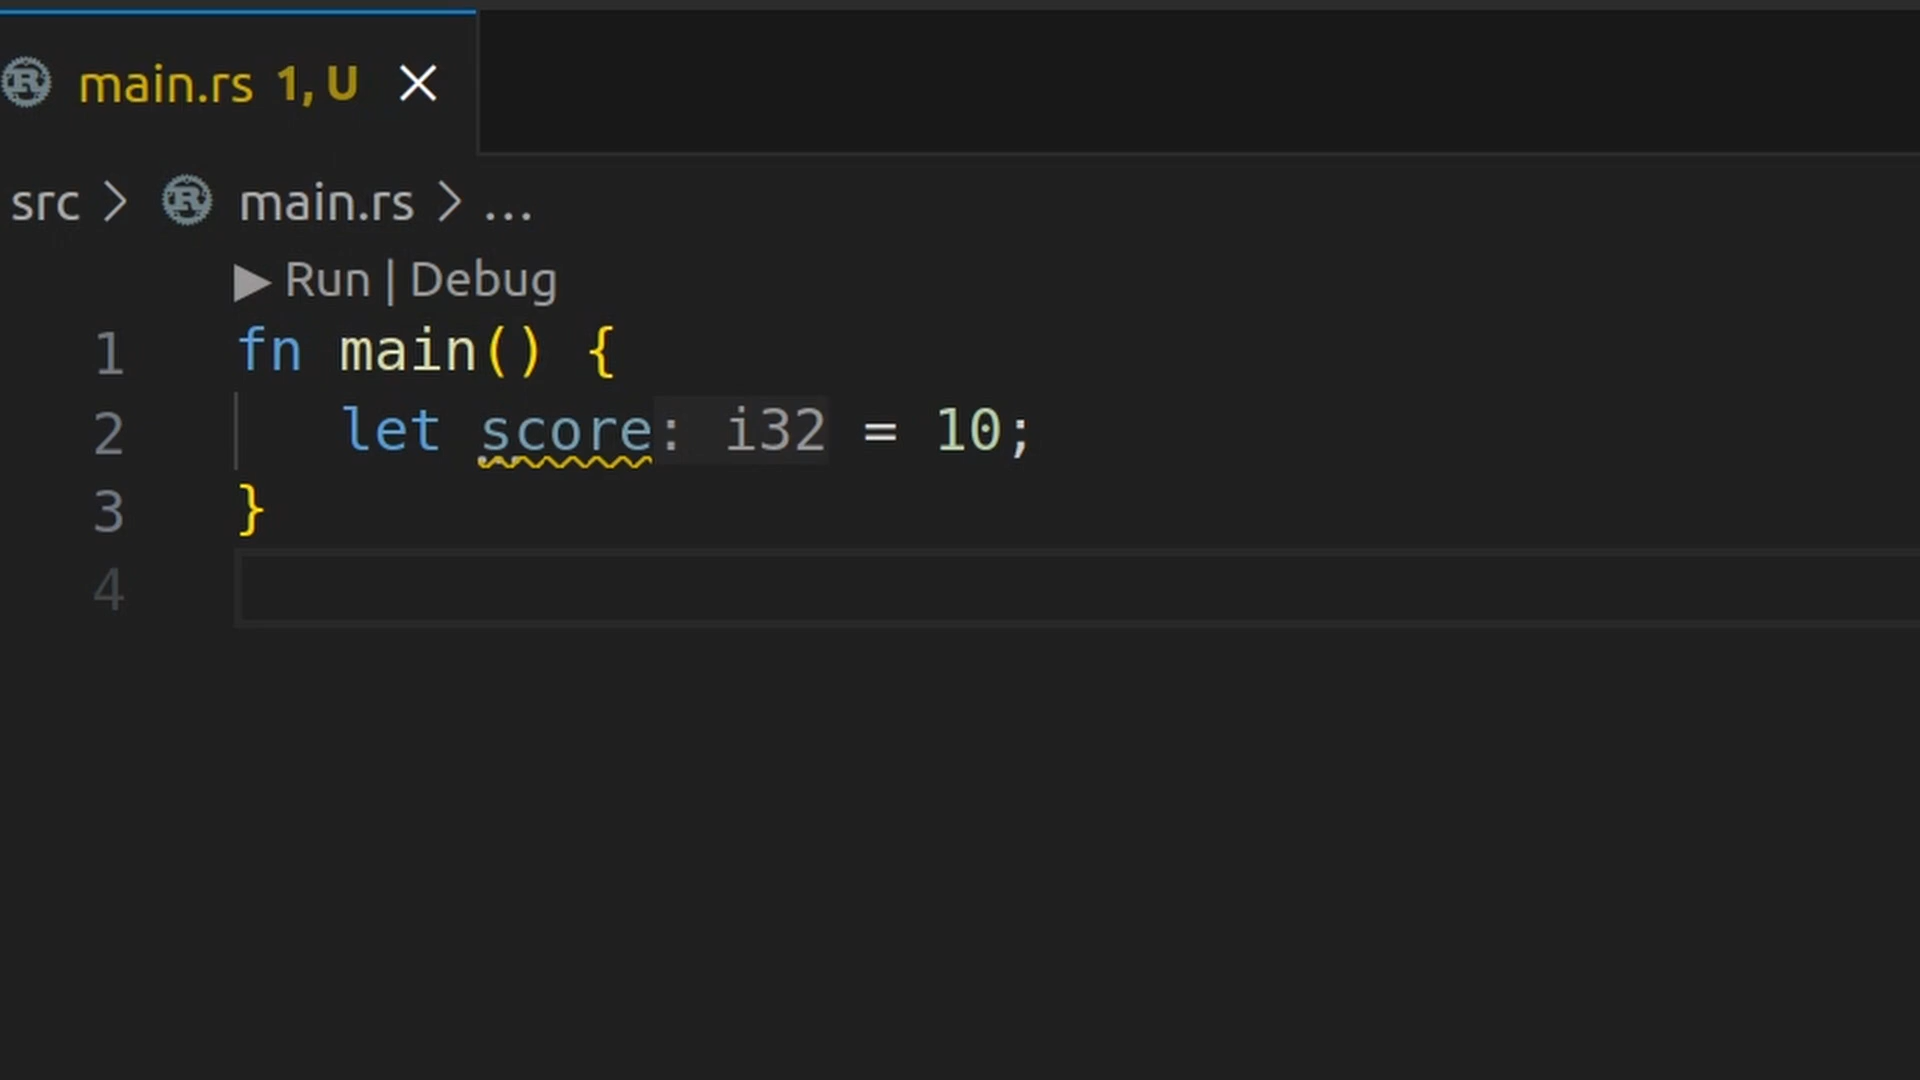 main.rs 1, U
src > main.rs > ...
Run | Debug
1 fn main() {
2 let score: i32 = 10;
3 }
4